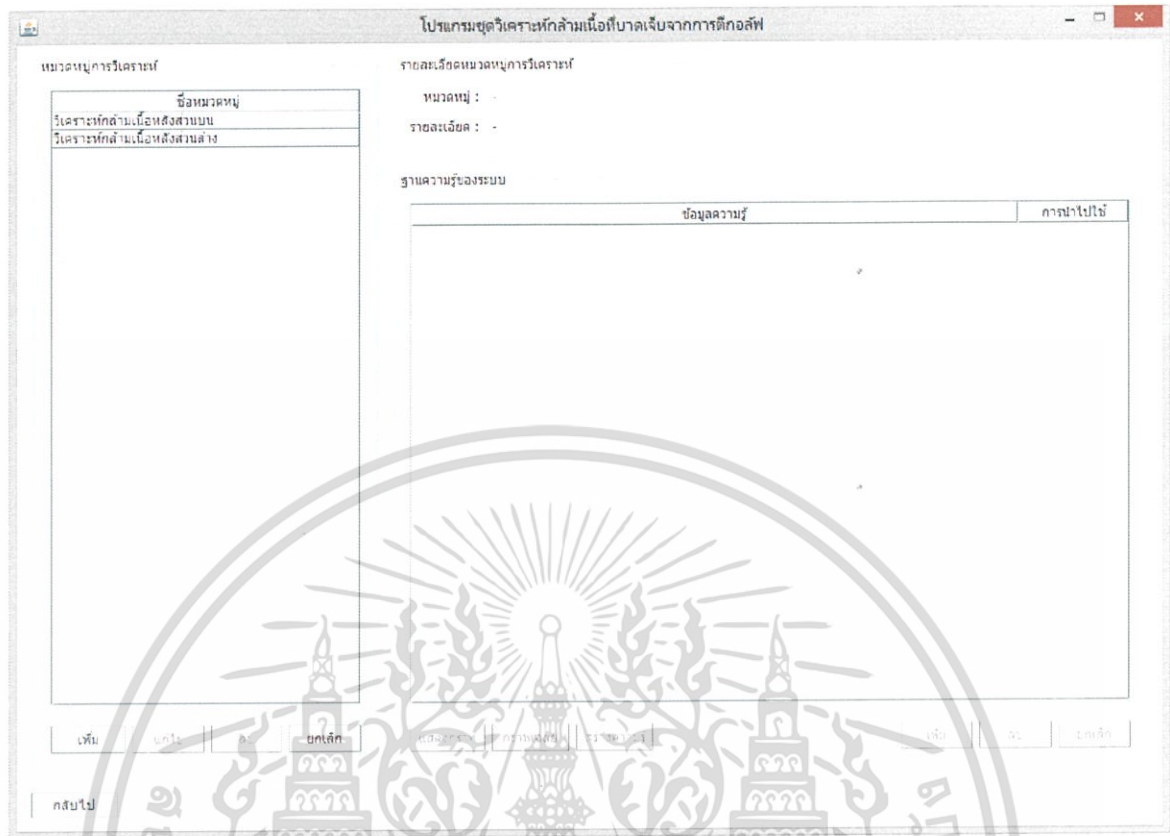 โปรแกรมชุดวิเคราะห์กล้ามเนื้อที่บาดเจ็บจากการตีกอล์ฟ
หมวดหมู่การวิเคราะห์
ชื่อหมวดหมู่
วิเคราะห์กล้ามเนื้อหลังส่วนบน
วิเคราะห์กล้ามเนื้อหลังส่วนล่าง
รายละเอียดหมวดหมู่การวิเคราะห์
หมวดหมู่ : -
รายละเอียด : -
ฐานความรู้ของระบบ
ข้อมูลความรู้ การนำไปใช้
เพิ่ม แก้ไข ลบ ยกเลิก
เพิ่ม ลบ ยกเลิก
กลับไป